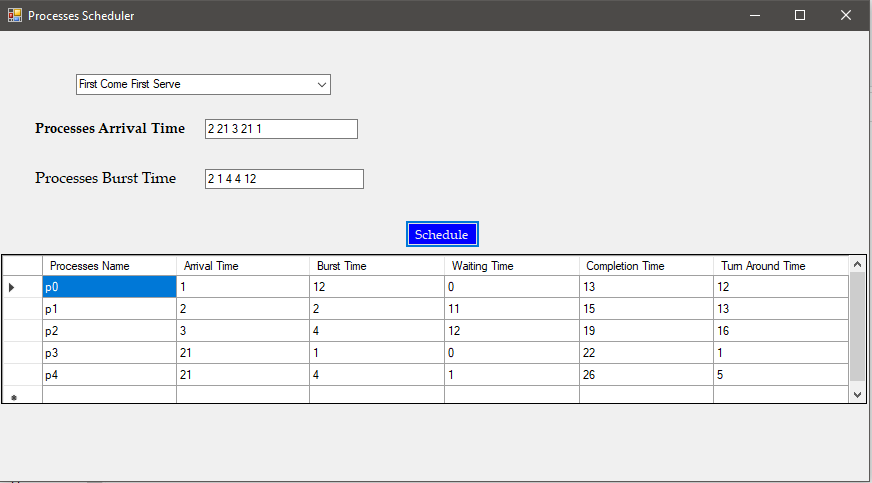 Processes Scheduler
First Come First Serve
Processes Arrival Time 2 21 3 21 1
Processes Burst Time 2 1 4 4 12
Schedule
Processes Name Arrival Time Burst Time Waiting Time Completion Time Turn Around Time
p0 1 12 0 13 12
p1 2 2 11 15 13
p2 3 4 12 19 16
p3 21 1 0 22 1
p4 21 4 1 26 5